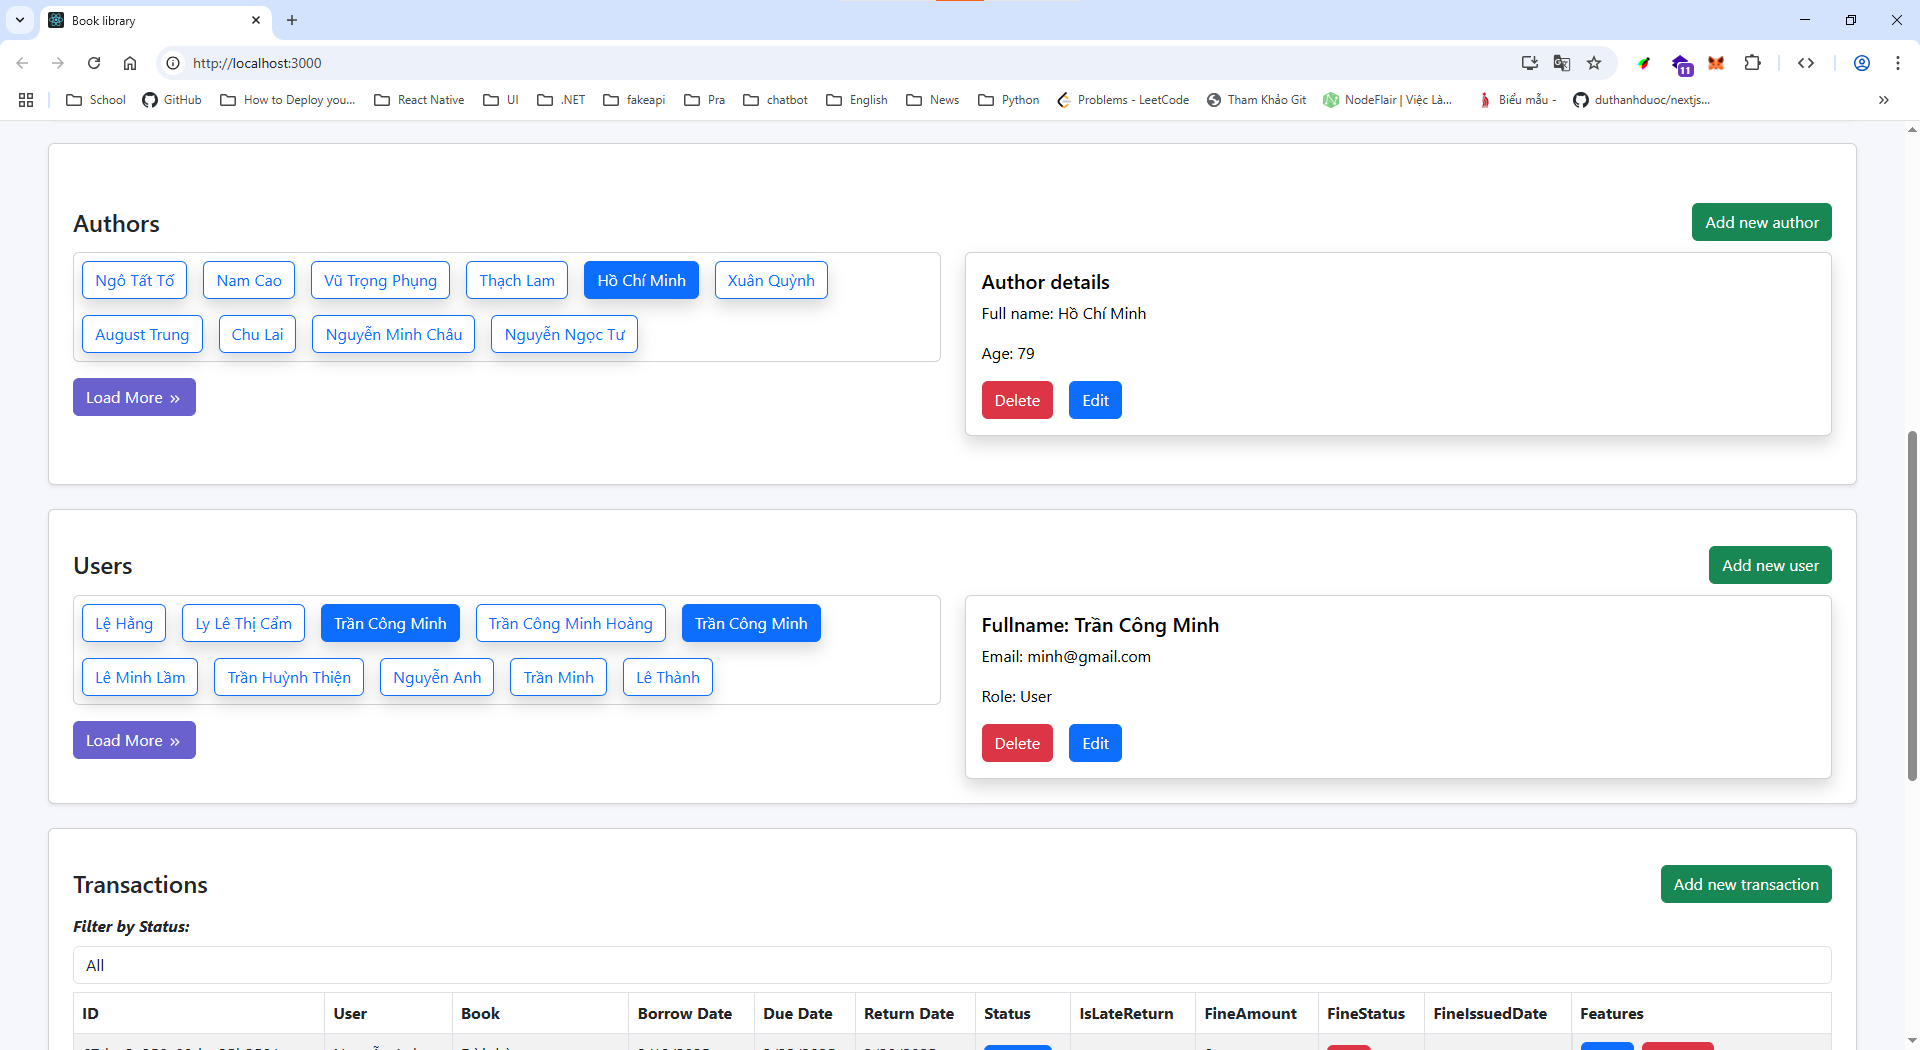 Book library
http://localhost:3000
11
School GitHub How to Deploy you... React Native UI .NET fakeapi Pra chatbot English News Python Problems - LeetCode Tham Khảo Git NodeFlair | Việc Là... Biểu mẫu - duthanhduoc/nextjs...
Authors
Add new author
Ngô Tất Tố Nam Cao Vũ Trọng Phụng Thạch Lam Hồ Chí Minh Xuân Quỳnh
August Trung Chu Lai Nguyễn Minh Châu Nguyễn Ngọc Tư
Load More »
Author details
Full name: Hồ Chí Minh
Age: 79
Delete Edit
Users
Add new user
Lệ Hằng Ly Lê Thị Cẩm Trần Công Minh Trần Công Minh Hoàng Trần Công Minh
Lê Minh Lầm Trần Huỳnh Thiện Nguyễn Anh Trần Minh Lê Thành
Load More »
Fullname: Trần Công Minh
Email: minh@gmail.com
Role: User
Delete Edit
Transactions
Add new transaction
Filter by Status:
All
ID User Book Borrow Date Due Date Return Date Status IsLateReturn FineAmount FineStatus FineIssuedDate Features